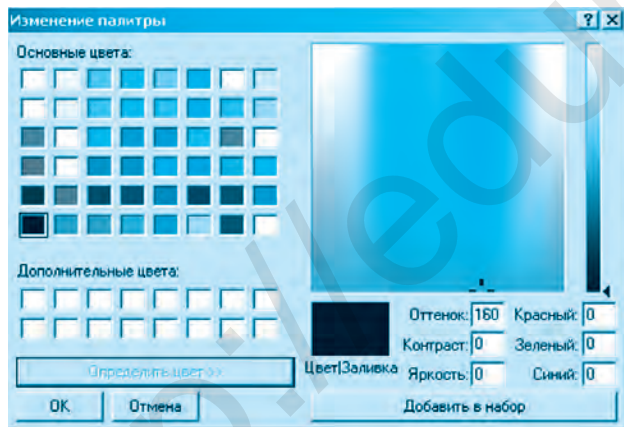 Изменение палитры
Основные цвета:
Дополнительные цвета:
Определить цвет >>
OK
Отмена
Цвет|Заливка
Оттенок: 160
Контраст: 0
Яркость: 0
Красный: 0
Зеленый: 0
Синий: 0
Добавить в набор